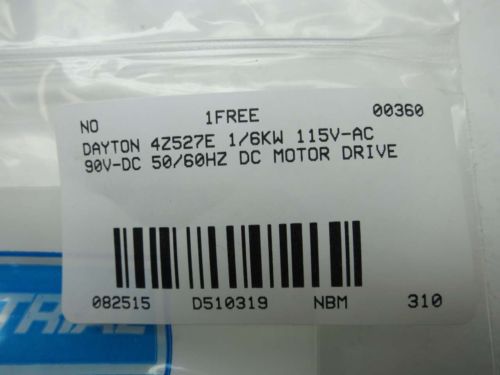 NO 1FREE 00360
DAYTON 4Z527E 1/6KW 115V-AC
90V-DC 50/60HZ DC MOTOR DRIVE
082515 D510319 NBM 310
TRIAL